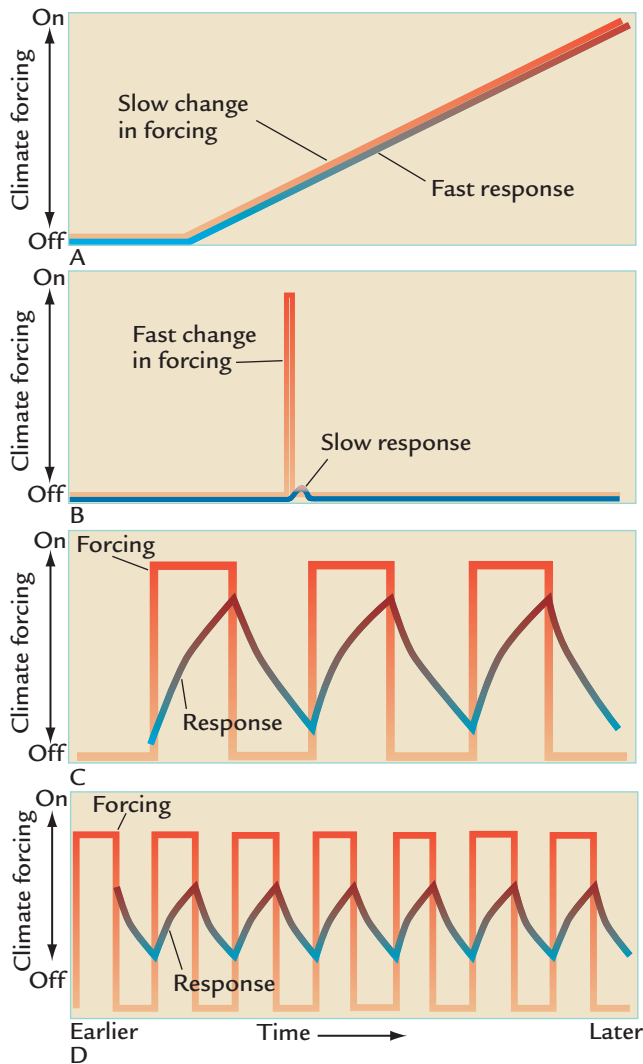 On
Climate forcing
Slow change
in forcing
Fast response
Off
A
On
Climate forcing
Fast change
in forcing
Slow response
Off
B
On
Forcing
Climate forcing
Response
Off
C
On
Forcing
Climate forcing
Response
Off
Earlier
Time
Later
D